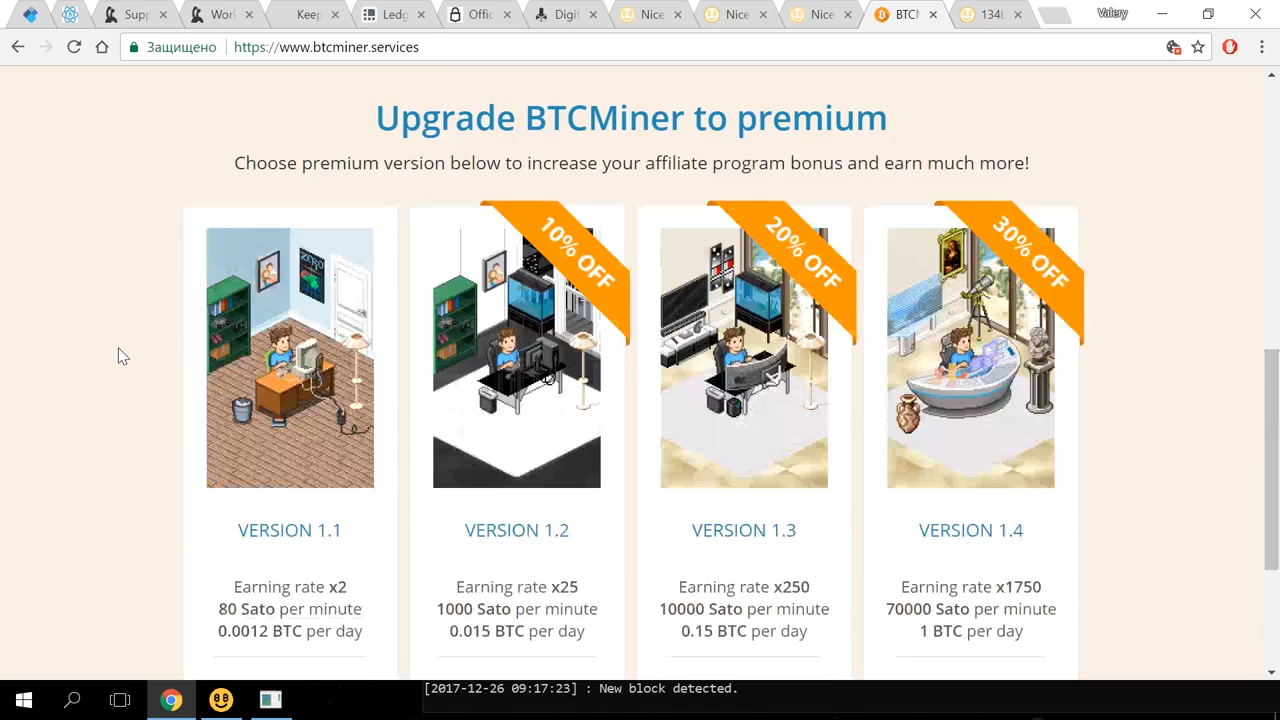 Supp
Worl
Keep
Ledg
Offic
Digit
Nice
Nice
Nice
BTCM
134L
Valery
Защищено
https://www.btcminer.services
Upgrade BTCMiner to premium
Choose premium version below to increase your affiliate program bonus and earn much more!
10% OFF
20% OFF
30% OFF
ZERO
VERSION 1.1
VERSION 1.2
VERSION 1.3
VERSION 1.4
Earning rate x2
80 Sato per minute
0.0012 BTC per day
Earning rate x25
1000 Sato per minute
0.015 BTC per day
Earning rate x250
10000 Sato per minute
0.15 BTC per day
Earning rate x1750
70000 Sato per minute
1 BTC per day
[2017-12-26 09:17:23] : New block detected.